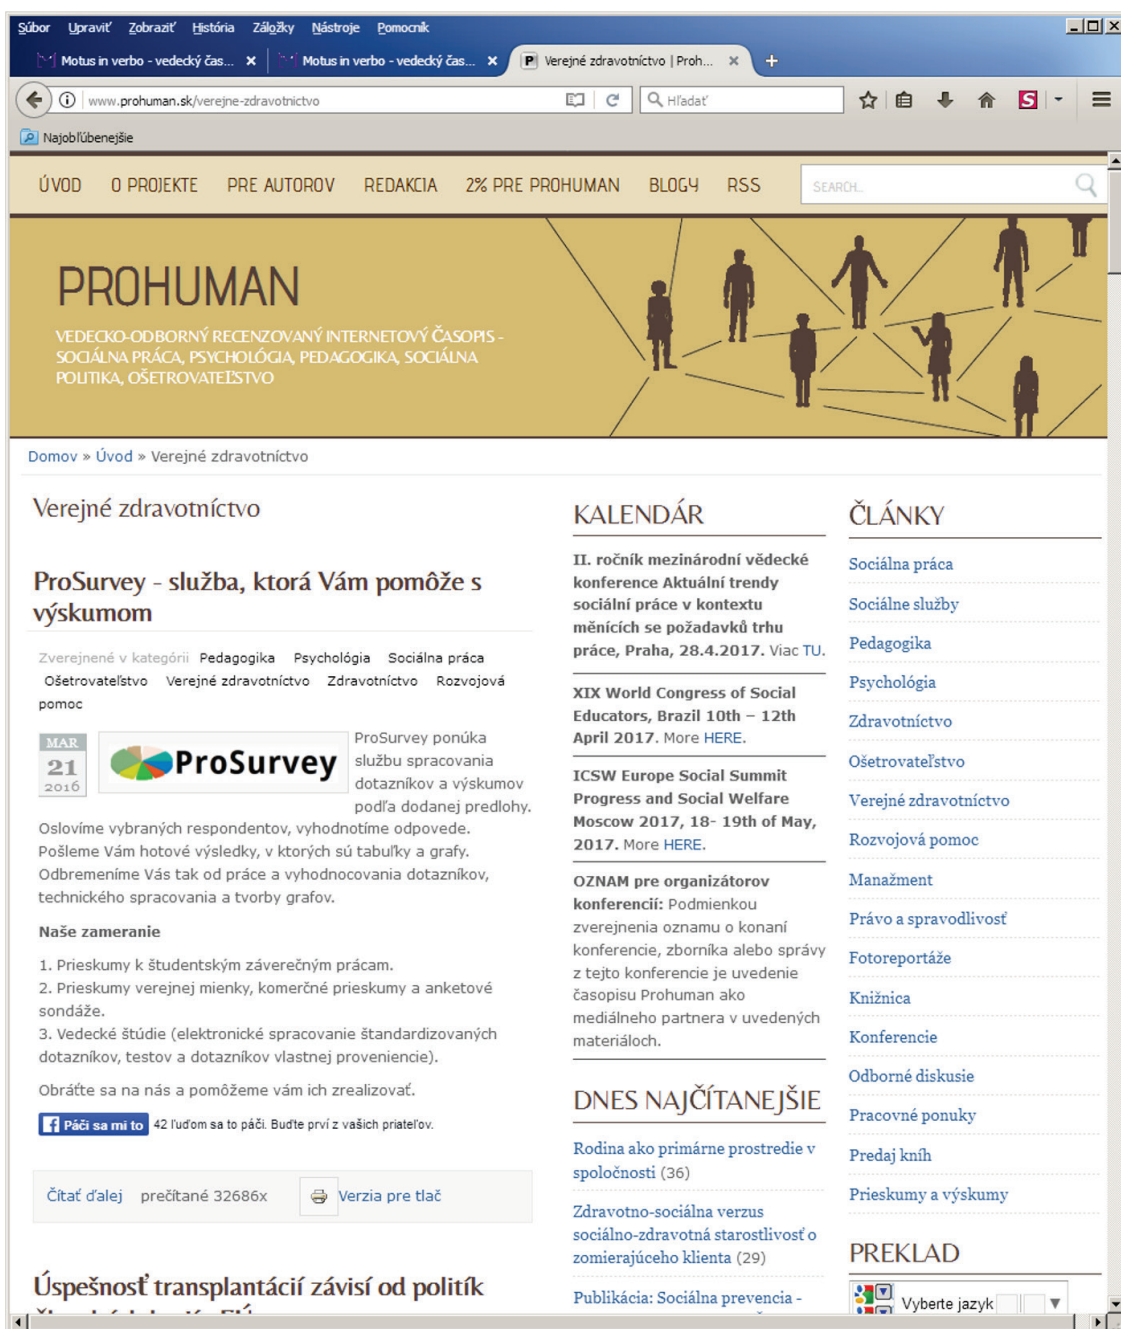 Súbor Upraviť Zobraziť História Záložky Nástroje Pomocník
Motus in verbo - vedecký čas... Motus in verbo - vedecký čas... Verejné zdravotníctvo | Proh...
www.prohuman.sk/verejne-zdravotnictvo
Hľadať
Najobľúbenejšie
ÚVOD O PROJEKTE PRE AUTOROV REDAKCIA 2% PRE PROHUMAN BLOGY RSS SEARCH...
PROHUMAN
VEDECKO-ODBORNÝ RECENZOVANÝ INTERNETOVÝ ČASOPIS -
SOCIÁLNA PRÁCA, PSYCHOLÓGIA, PEDAGOGIKA, SOCIÁLNA
POLITIKA, OŠETROVATEĽSTVO
Domov » Úvod » Verejné zdravotníctvo
Verejné zdravotníctvo
ProSurvey - služba, ktorá Vám pomôže s
výskumom
Zverejnené v kategórii Pedagogika Psychológia Sociálna práca
Ošetrovateľstvo Verejné zdravotníctvo Zdravotníctvo Rozvojová
pomoc
MAR
21
2016
ProSurvey
ProSurvey ponúka
službu spracovania
dotazníkov a výskumov
podľa dodanej predlohy.
Oslovíme vybraných respondentov, vyhodnotíme odpovede.
Pošleme Vám hotové výsledky, v ktorých sú tabuľky a grafy.
Odbremeníme Vás tak od práce a vyhodnocovania dotazníkov,
technického spracovania a tvorby grafov.
Naše zameranie
1. Prieskumy k študentským záverečným prácam.
2. Prieskumy verejnej mienky, komerčné prieskumy a anketové
sondáže.
3. Vedecké štúdie (elektronické spracovanie štandardizovaných
dotazníkov, testov a dotazníkov vlastnej proveniencie).
Obráťte sa na nás a pomôžeme vám ich zrealizovať.
Páči sa mi to 42 ľuďom sa to páči. Buďte prví z vašich priateľov.
Čítať ďalej prečítané 32686x Verzia pre tlač
Úspešnosť transplantácií závisí od politík
KALENDÁR
II. ročník mezinárodní vědecké
konference Aktuální trendy
sociální práce v kontextu
měnících se požadavků trhu
práce, Praha, 28.4.2017. Viac TU.
XIX World Congress of Social
Educators, Brazil 10th – 12th
April 2017. More HERE.
ICSW Europe Social Summit
Progress and Social Welfare
Moscow 2017, 18- 19th of May,
2017. More HERE.
OZNAM pre organizátorov
konferencií: Podmienkou
zverejnenia oznamu o konaní
konferencie, zborníka alebo správy
z tejto konferencie je uvedenie
časopisu Prohuman ako
mediálneho partnera v uvedených
materiáloch.
DNES NAJČÍTANEJŠIE
Rodina ako primárne prostredie v
spoločnosti (36)
Zdravotno-sociálna verzus
sociálno-zdravotná starostlivosť o
zomierajúceho klienta (29)
Publikácia: Sociálna prevencia -
ČLÁNKY
Sociálna práca
Sociálne služby
Pedagogika
Psychológia
Zdravotníctvo
Ošetrovateľstvo
Verejné zdravotníctvo
Rozvojová pomoc
Manažment
Právo a spravodlivosť
Fotoreportáže
Knižnica
Konferencie
Odborné diskusie
Pracovné ponuky
Predaj kníh
Prieskumy a výskumy
PREKLAD
Vyberte jazyk